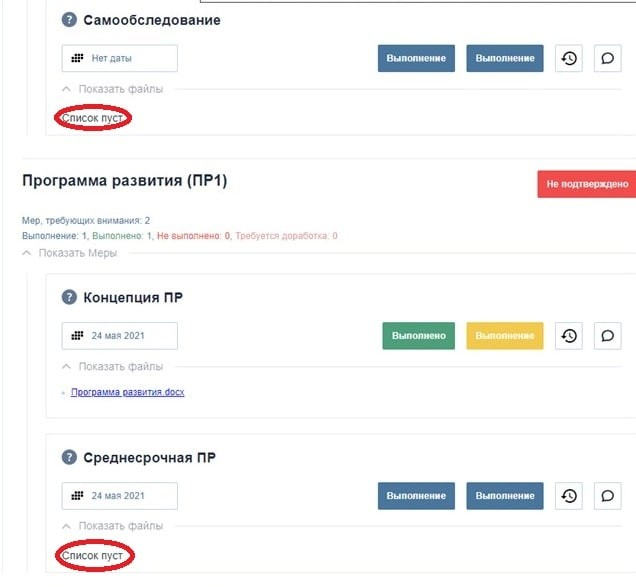 Самообследование
Нет даты Выполнение Выполнение
Показать файлы
Список пуст
Программа развития (ПР1) Не подтверждено
Мер, требующих внимания: 2
Выполнение: 1, Выполнено: 1, Не выполнено: 0, Требуется доработка: 0
Показать Меры
? Концепция ПР
24 мая 2021 Выполнено Выполнение
Показать файлы
Программа развития.docx
? Среднесрочная ПР
24 мая 2021 Выполнение Выполнение
Показать файлы
Список пуст